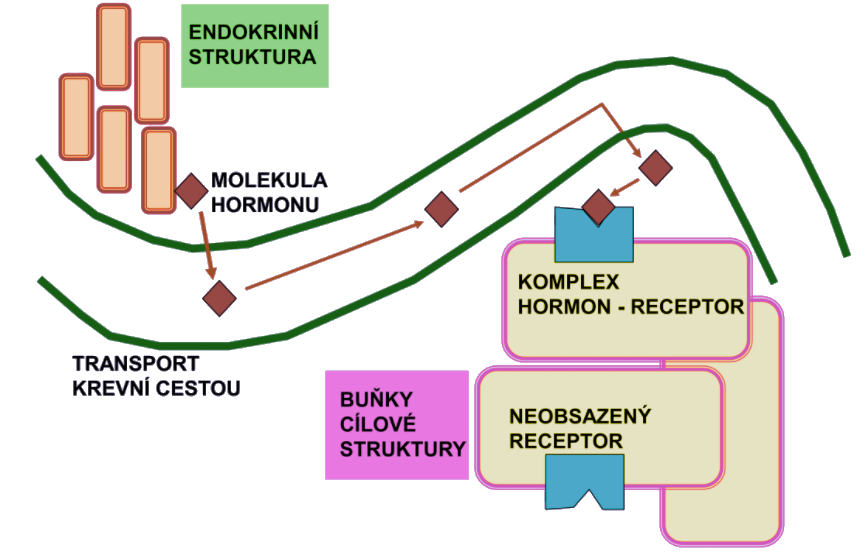 ENDOKRINNÍ
STRUKTURA
MOLEKULA
HORMONU
KOMPLEX
HORMON - RECEPTOR
TRANSPORT
KREVNÍ CESTOU
BUŇKY
CÍLOVÉ
STRUKTURY
NEOBSAZENÝ
RECEPTOR